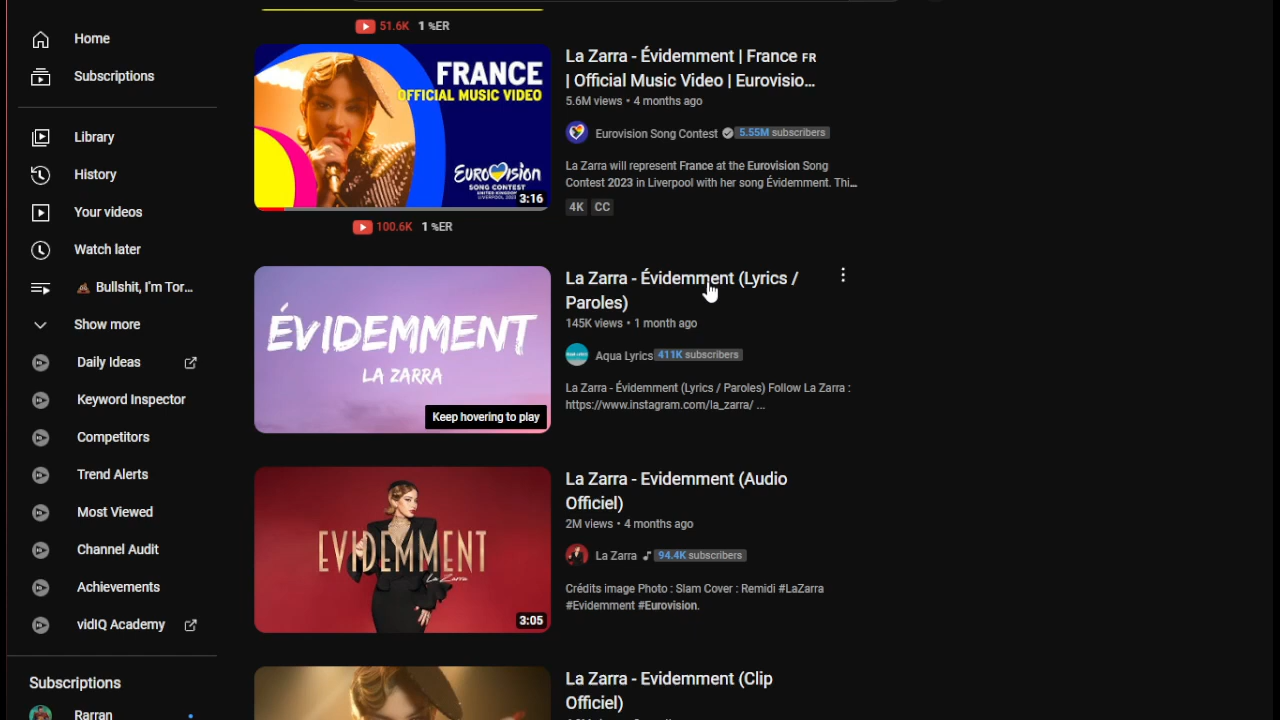 Home
Subscriptions
Library
History
Your videos
Watch later
💩 Bullshit, I'm Tor...
Show more
Daily Ideas
Keyword Inspector
Competitors
Trend Alerts
Most Viewed
Channel Audit
Achievements
vidIQ Academy
Subscriptions
Rarran
51.6K 1 %ER
FRANCE
OFFICIAL MUSIC VIDEO
EUROVISION
SONG CONTEST
UNITED KINGDOM
LIVERPOOL 2023
3:16
La Zarra - Évidemment | France FR
| Official Music Video | Eurovisio...
5.6M views • 4 months ago
Eurovision Song Contest 5.55M subscribers
La Zarra will represent France at the Eurovision Song
Contest 2023 in Liverpool with her song Évidemment. Thi...
4K CC
100.6K 1 %ER
ÉVIDEMMENT
LA ZARRA
Keep hovering to play
La Zarra - Évidemment (Lyrics /
Paroles)
145K views • 1 month ago
Aqua Lyrics 411K subscribers
La Zarra - Évidemment (Lyrics / Paroles) Follow La Zarra :
https://www.instagram.com/la_zarra/ ...
EVIDEMMENT
La Zarra
3:05
La Zarra - Evidemment (Audio
Officiel)
2M views • 4 months ago
La Zarra 94.4K subscribers
Crédits image Photo : Slam Cover : Remidi #LaZarra
#Evidemment #Eurovision.
La Zarra - Evidemment (Clip
Officiel)